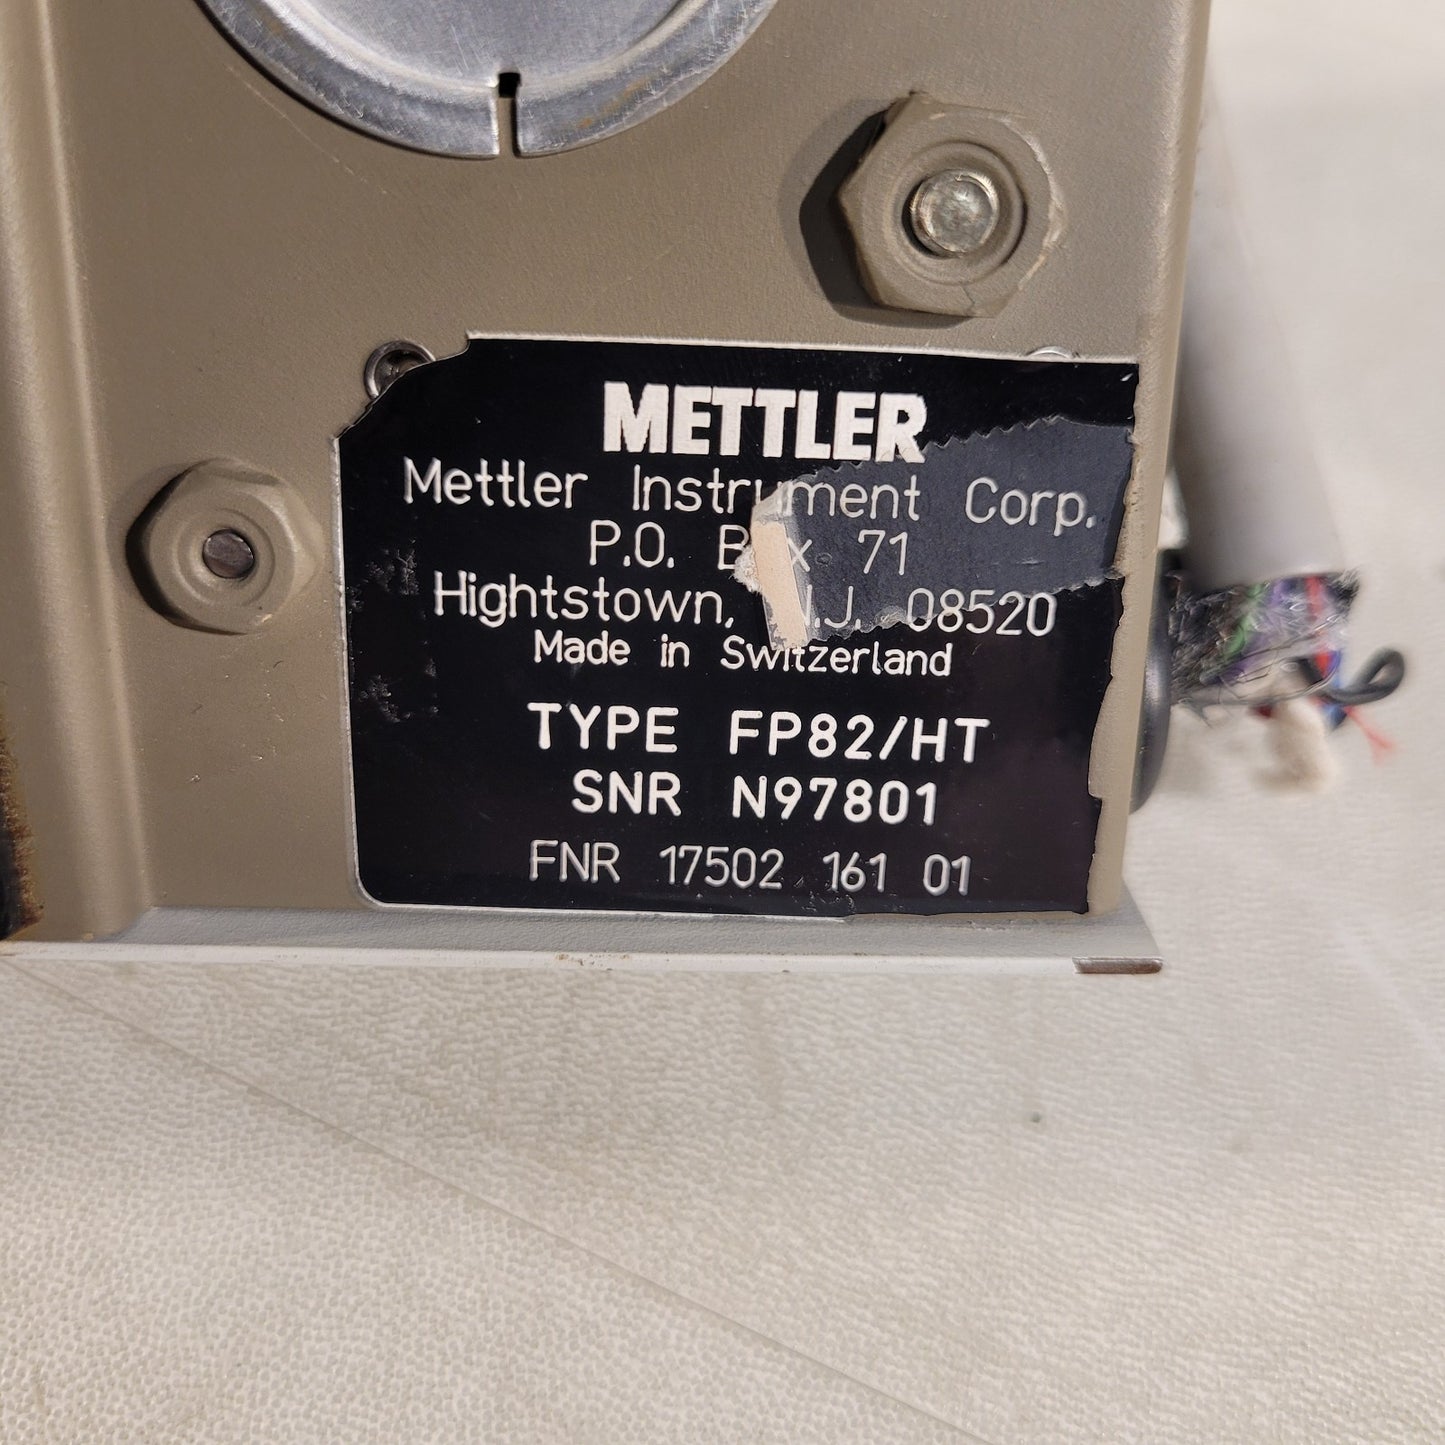 METTLER
Mettler Instrument Corp.
P.O. Box 71
Hightstown, N.J. 08520
Made in Switzerland
TYPE FP82/HT
SNR N97801
FNR 17502 161 01